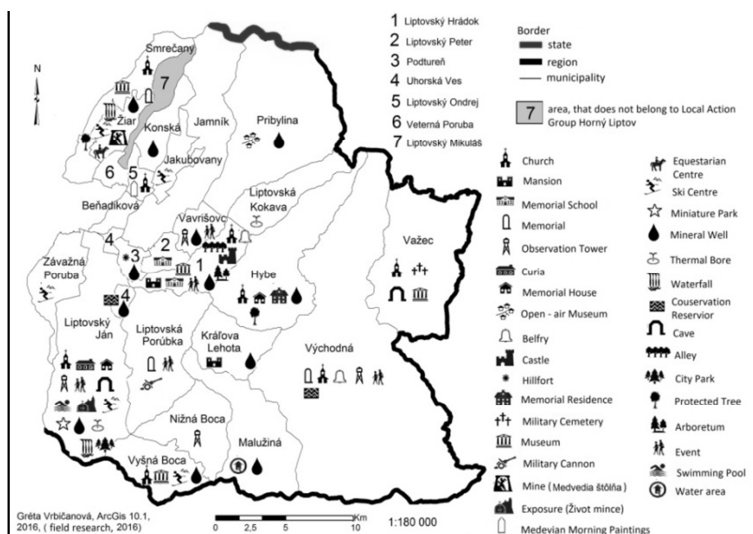 1 Liptovský Hrádok
2 Liptovský Peter
3 Podtureň
4 Uhorská Ves
5 Liptovský Ondrej
6 Veterná Poruba
7 Liptovský Mikuláš
Border
state
region
municipality
7 area, that does not belong to Local Action
Group Horný Liptov
N
Smrečany
7
Žiar
Konská
Jamník
Pribylina
Jakubovany
6 5
Beňadiková
Liptovská
Kokava
Vavrišovc
4
3
2
1
Važec
Závažná
Poruba
Hybe
4
Liptovský
Ján
Liptovská
Porúbka
Kráľova
Lehota
Východná
Nižná Boca
Malužiná
Vyšná Boca
Church
Mansion
Memorial School
Memorial
Observation Tower
Curia
Memorial House
Open - air Museum
Belfry
Castle
Hillfort
Memorial Residence
Military Cemetery
Museum
Military Cannon
Mine ( Medvedia štôlňa)
Exposure (Život mince)
Medevian Morning Paintings
Equestarian
Centre
Ski Centre
Miniature Park
Mineral Well
Thermal Bore
Waterfall
Couservation
Reservior
Cave
Alley
City Park
Protected Tree
Arboretum
Event
Swimming Pool
Water area
Gréta Vrbičanová, ArcGis 10.1,
2016, ( field research, 2016)
Km
0 2,5 5 10
1:180 000